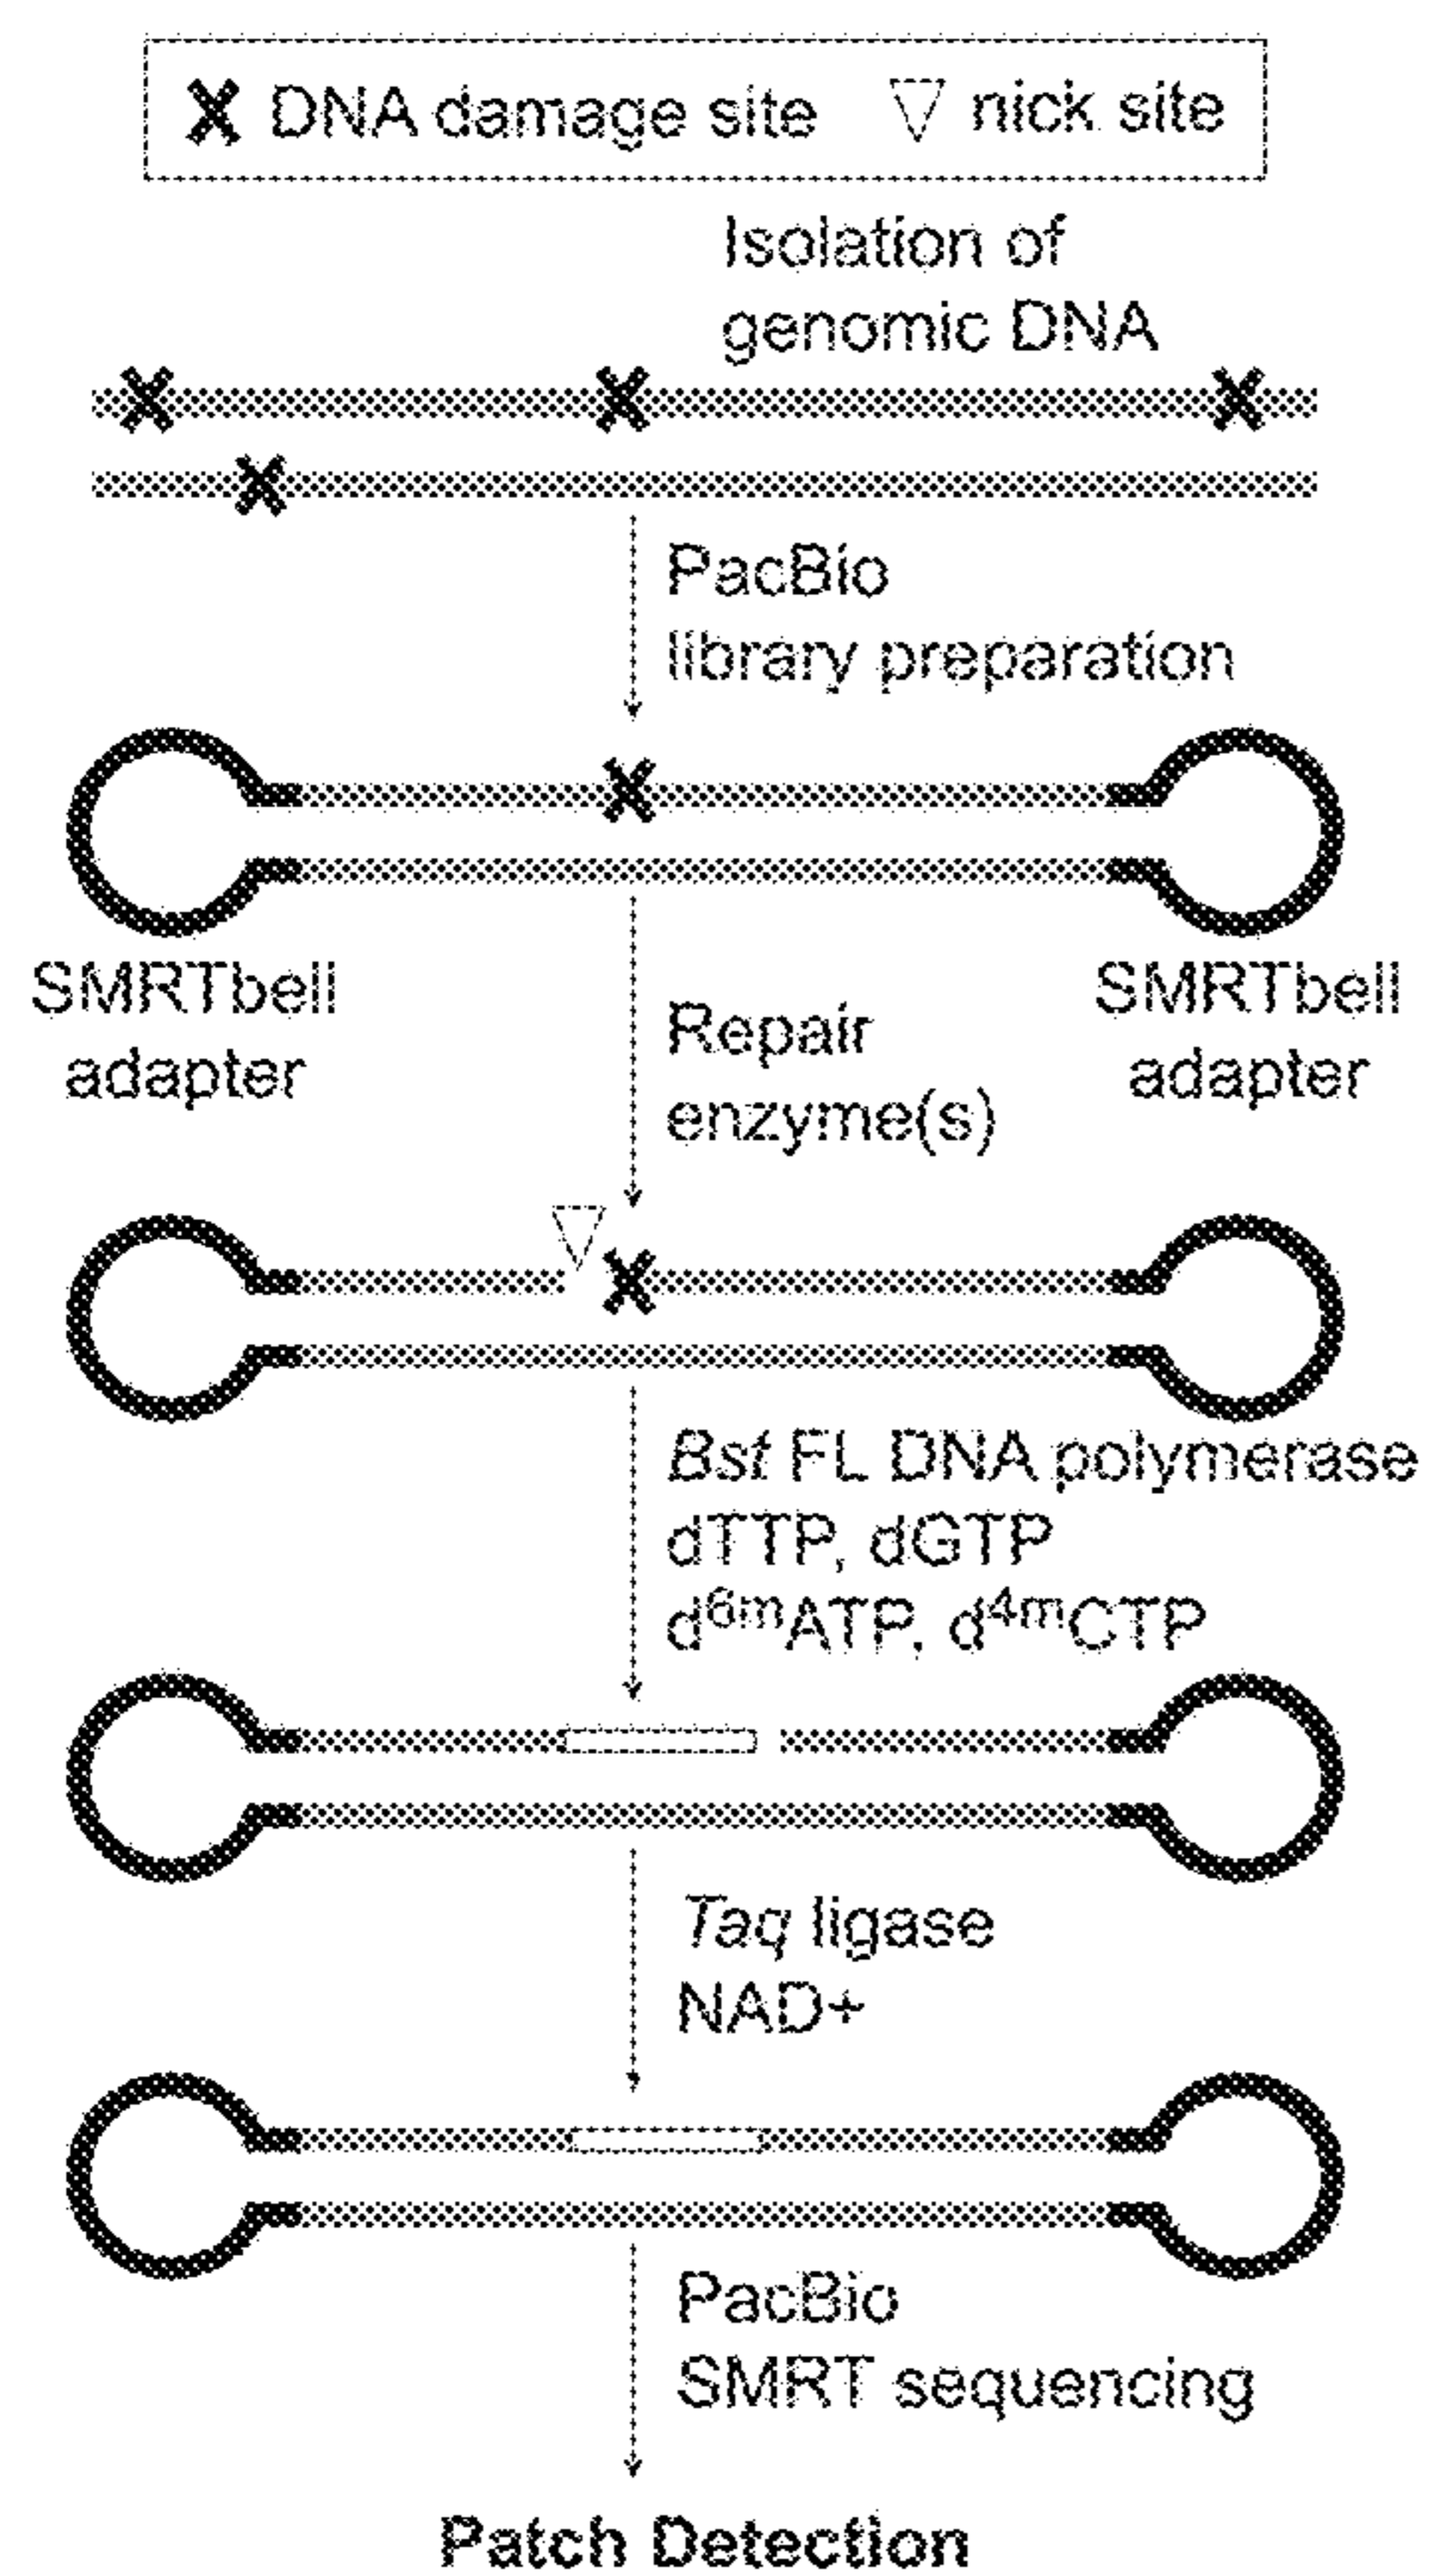 DNA damage site nick site
Isolation of
genomic DNA
PacBio
library preparation
SMRTbell
adapter
SMRTbell
adapter
Repair
enzyme(s)
Bst FL DNA polymerase
dTTP, dGTP
d6mATP, d4mCTP
Taq ligase
NAD+
PacBio
SMRT sequencing
Patch Detection